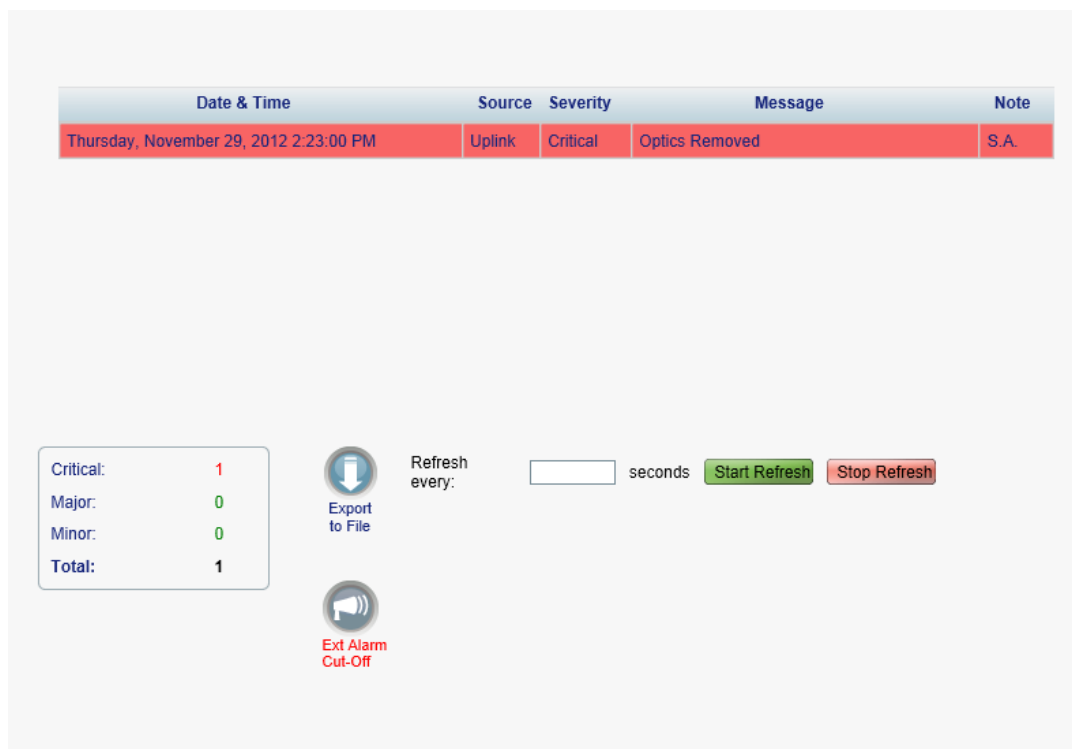 Date & Time Source Severity Message Note
Thursday, November 29, 2012 2:23:00 PM Uplink Critical Optics Removed S.A.
Critical: 1
Major: 0
Minor: 0
Total: 1
Export
to File
Refresh
every:
seconds Start Refresh Stop Refresh
Ext Alarm
Cut-Off